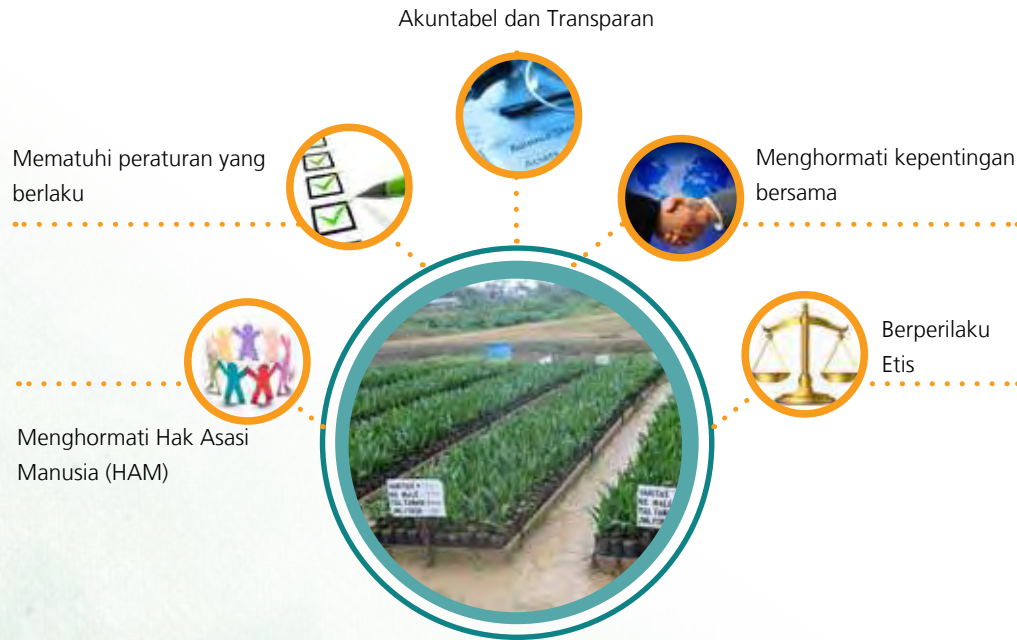 Akuntabel dan Transparan
Mematuhi peraturan yang
berlaku
Menghormati kepentingan
bersama
Berperilaku
Etis
Menghormati Hak Asasi
Manusia (HAM)